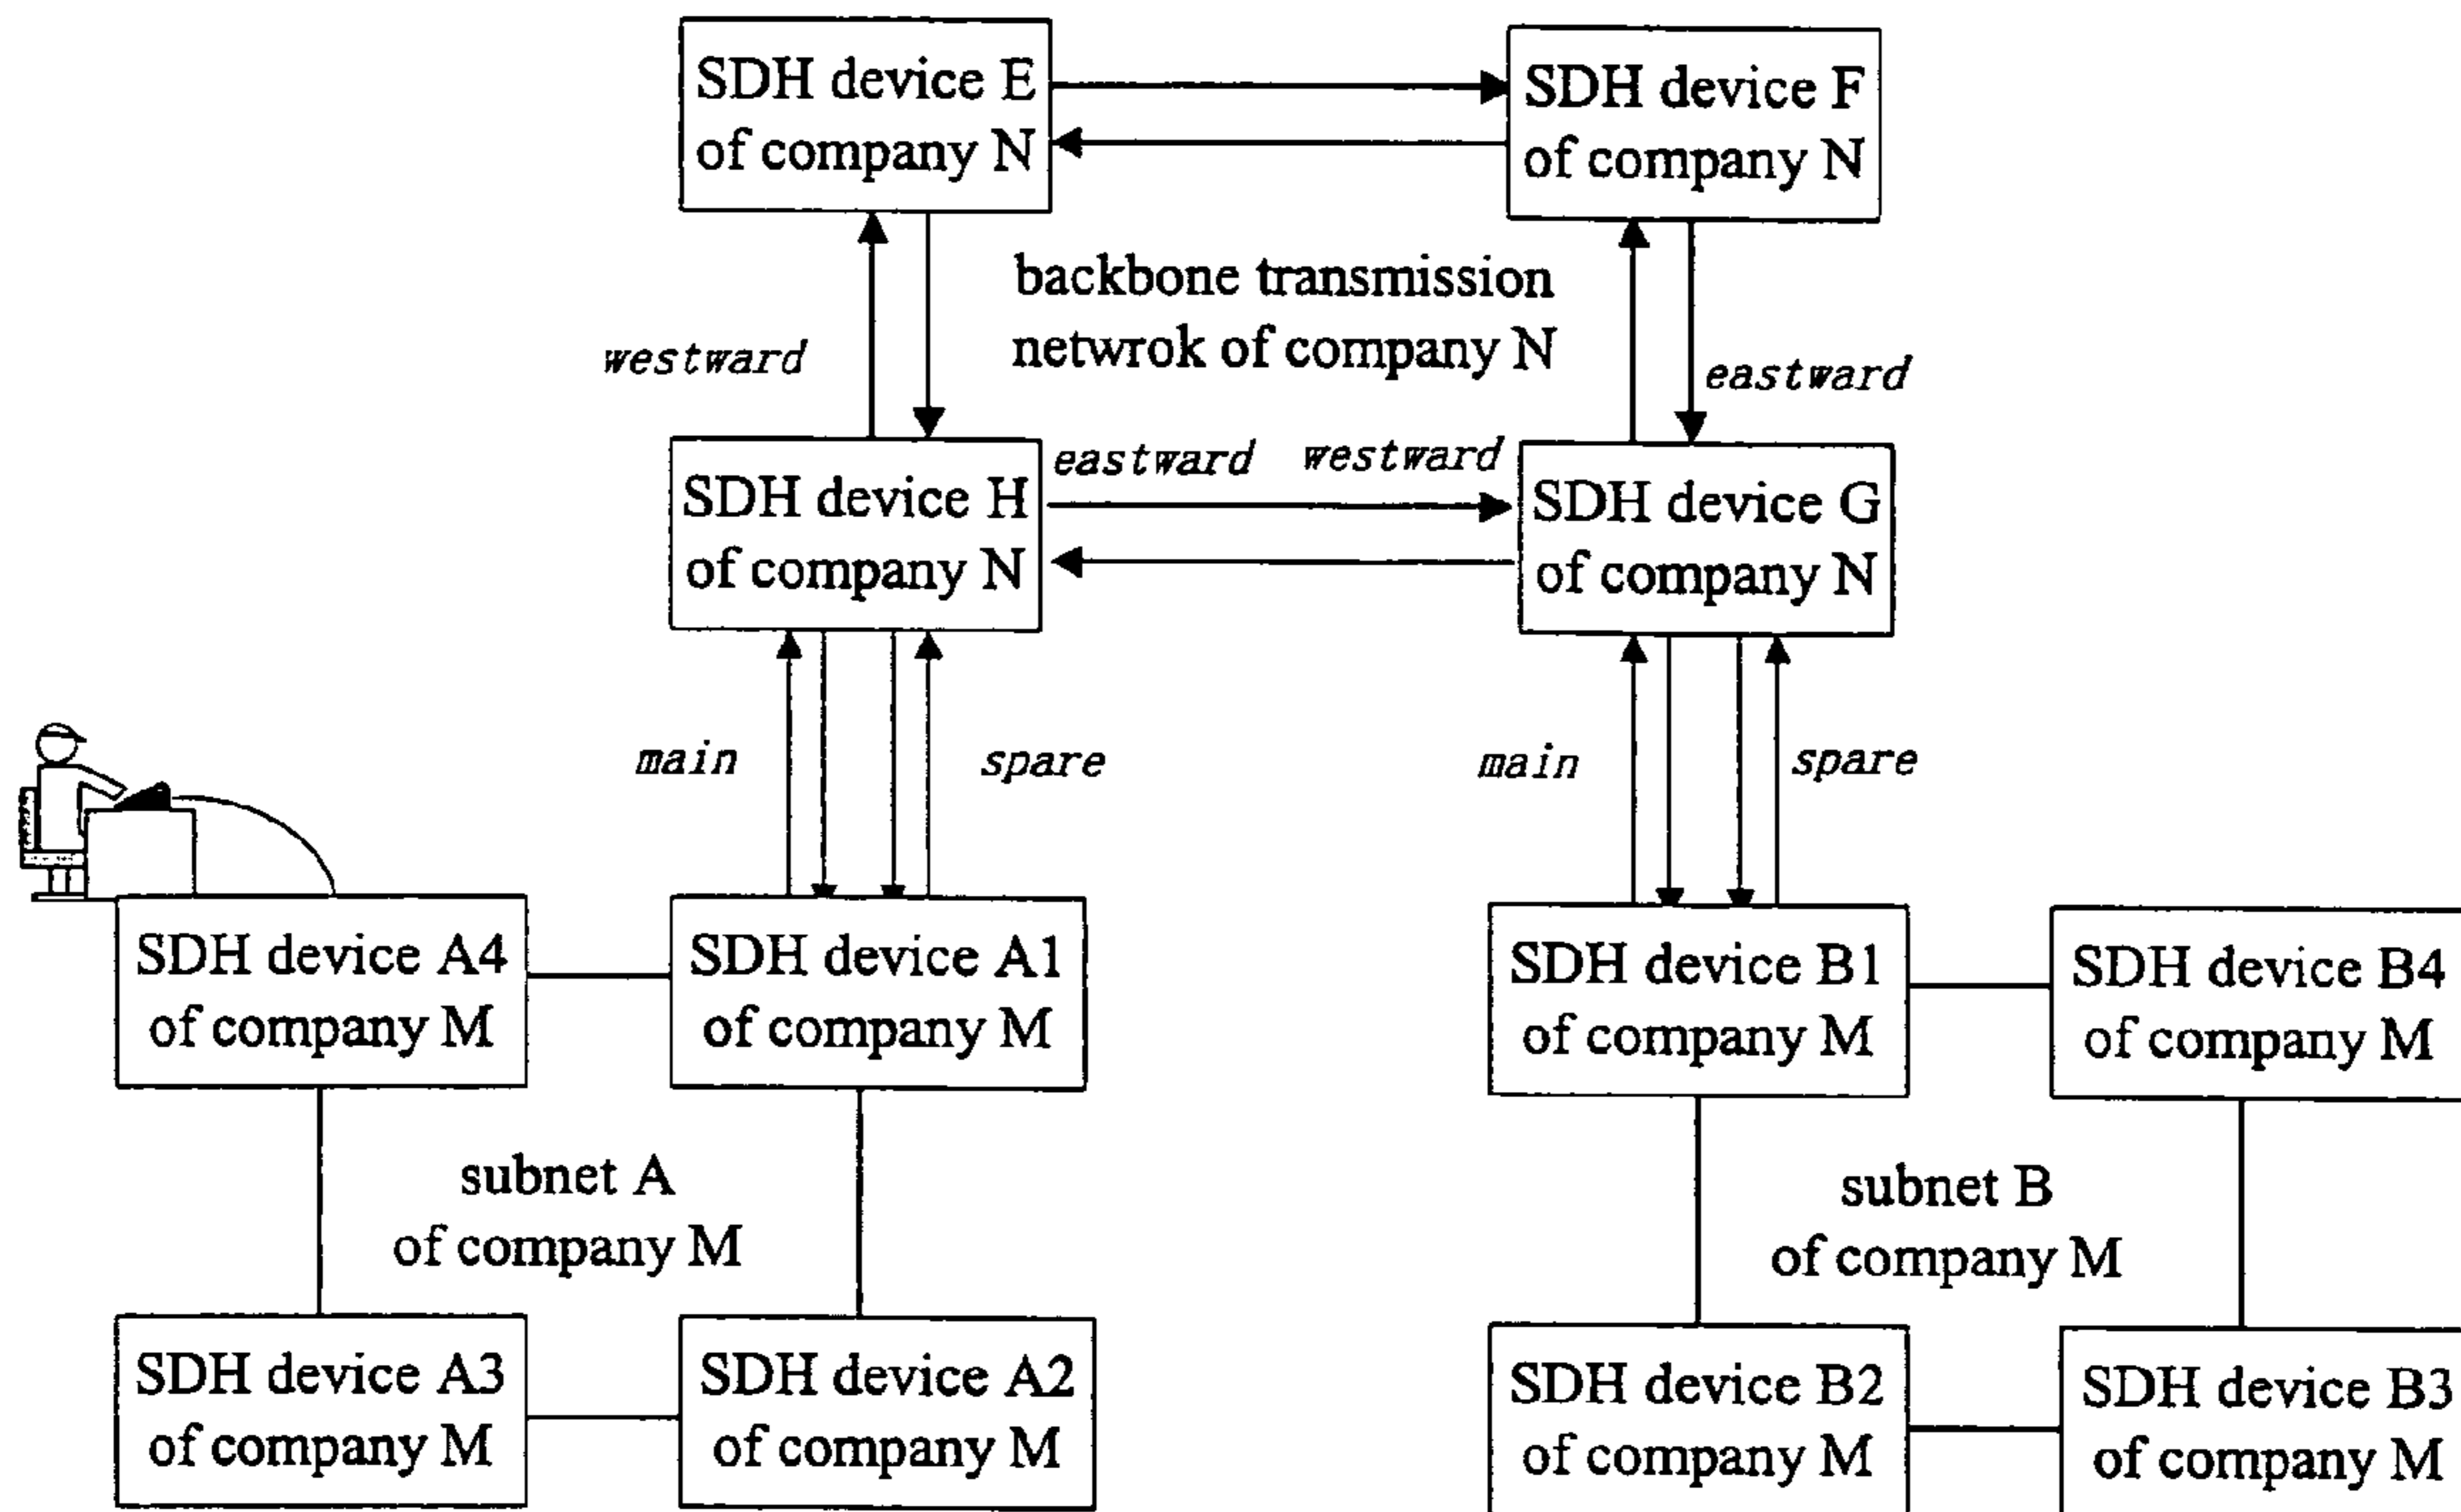 SDH device E
of company N
SDH device F
of company N
backbone transmission
netwrok of company N
westward
eastward
SDH device H
of company N
eastward
westward
SDH device G
of company N
main
spare
main
spare
SDH device A4
of company M
SDH device A1
of company M
SDH device B1
of company M
SDH device B4
of company M
subnet A
of company M
subnet B
of company M
SDH device A3
of company M
SDH device A2
of company M
SDH device B2
of company M
SDH device B3
of company M